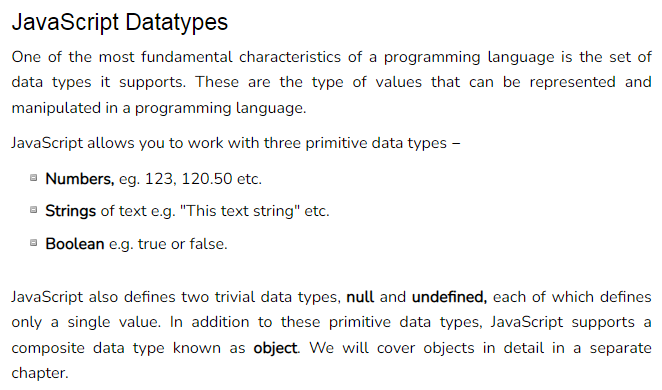 JavaScript Datatypes
One of the most fundamental characteristics of a programming language is the set of
data types it supports. These are the type of values that can be represented and
manipulated in a programming language.
JavaScript allows you to work with three primitive data types –
Numbers, eg. 123, 120.50 etc.
Strings of text e.g. "This text string" etc.
Boolean e.g. true or false.
JavaScript also defines two trivial data types, null and undefined, each of which defines
only a single value. In addition to these primitive data types, JavaScript supports a
composite data type known as object. We will cover objects in detail in a separate
chapter.